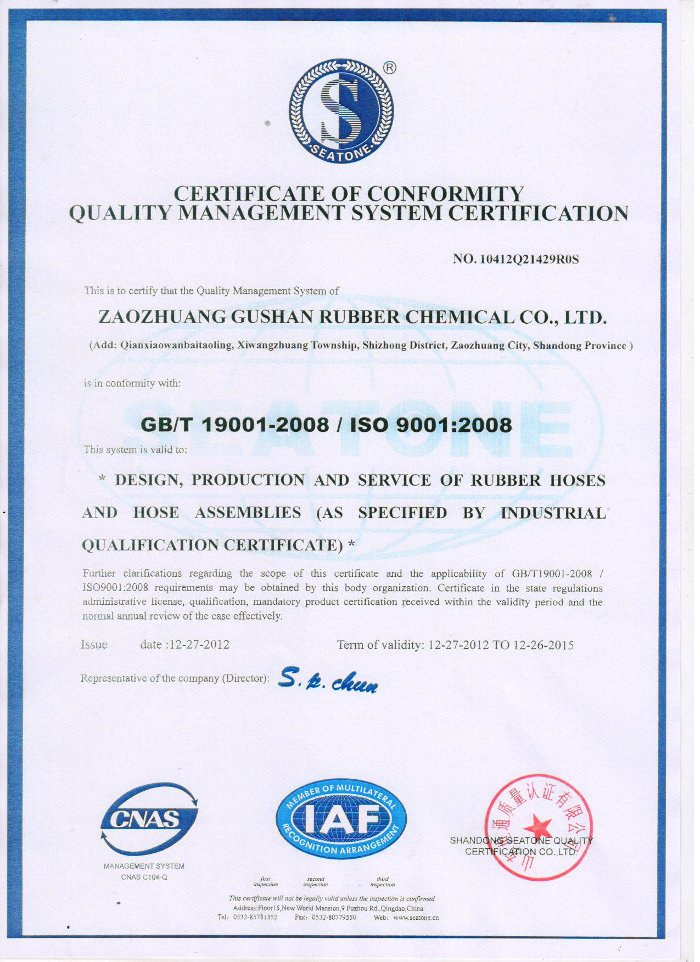 ®
S
SEATONE
CERTIFICATE OF CONFORMITY
QUALITY MANAGEMENT SYSTEM CERTIFICATION
NO. 10412Q21429R0S
This is to certify that the Quality Management System of
ZAOZHUANG GUSHAN RUBBER CHEMICAL CO., LTD.
(Add: Qianxiaowanbaitaoling, Xiwangzhuang Township, Shizhong District, Zaozhuang City, Shandong Province )
is in conformity with:
SEATONE
GB/T 19001-2008 / ISO 9001:2008
This system is valid to:
* DESIGN, PRODUCTION AND SERVICE OF RUBBER HOSES
AND HOSE ASSEMBLIES (AS SPECIFIED BY INDUSTRIAL
QUALIFICATION CERTIFICATE) *
Further clarifications regarding the scope of this certificate and the applicability of GB/T19001-2008 /
ISO9001:2008 requirements may be obtained by this body organization. Certificate in the state regulations
administrative license, qualification, mandatory product certification received within the validity period and the
normal annual review of the case effectively.
Issue date :12-27-2012 Term of validity: 12-27-2012 TO 12-26-2015
Representative of the company (Director): S.p.chun
CNAS
MANAGEMENT SYSTEM
CNAS C104-Q
MEMBER OF MULTILATERAL
IAF
RECOGNITION ARRANGEMENT
通质量认证有限公
SHANDONG SEATONE QUALITY
CERTIFICATION CO.,LTD.
first inspection
second inspection
third inspection
This certificate will not be legally valid unless the inspection is confirmed
Address:Floor15,New World Mansion,9 Fuzhou Rd.,Qingdao,China
Tel: 0532-85781352 Fax: 0532-80779550 Web: www.seatone.cn